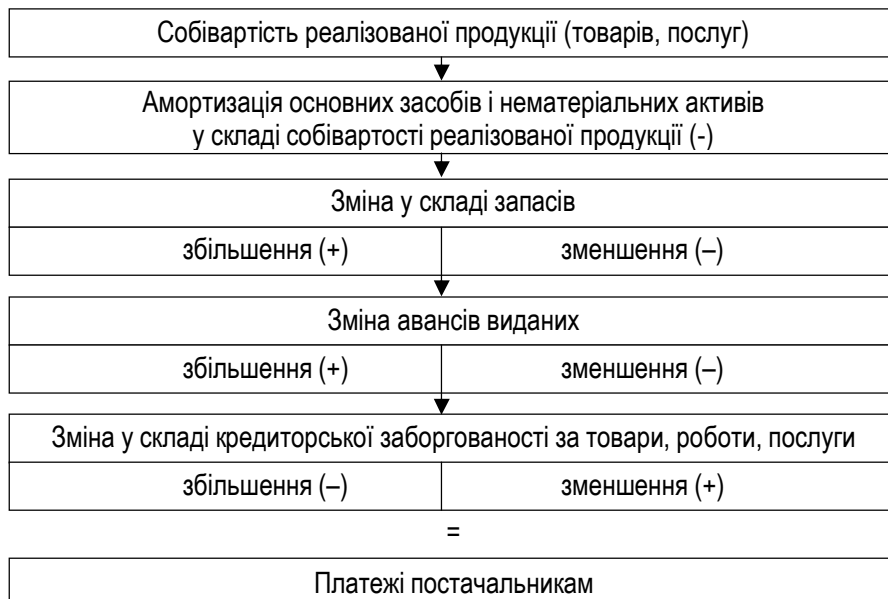 Собівартість реалізованої продукції (товарів, послуг)
Амортизація основних засобів і нематеріальних активів
у складі собівартості реалізованої продукції (-)
Зміна у складі запасів
збільшення (+) зменшення (–)
Зміна авансів виданих
збільшення (+) зменшення (–)
Зміна у складі кредиторської заборгованості за товари, роботи, послуги
збільшення (–) зменшення (+)
=
Платежі постачальникам